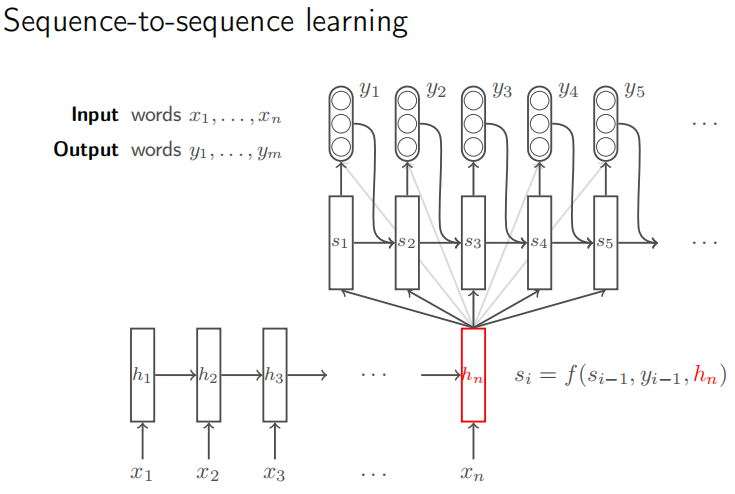 Sequence-to-sequence learning
y₁ y₂ y₃ y₄ y₅
Input words x₁, . . . , xₙ
. . .
Output words y₁, . . . , yₘ
s₁ s₂ s₃ s₄ s₅ . . .
h₁ h₂ h₃ . . . hₙ sᵢ = f(sᵢ₋₁, yᵢ₋₁, hₙ)
x₁ x₂ x₃ . . . xₙ